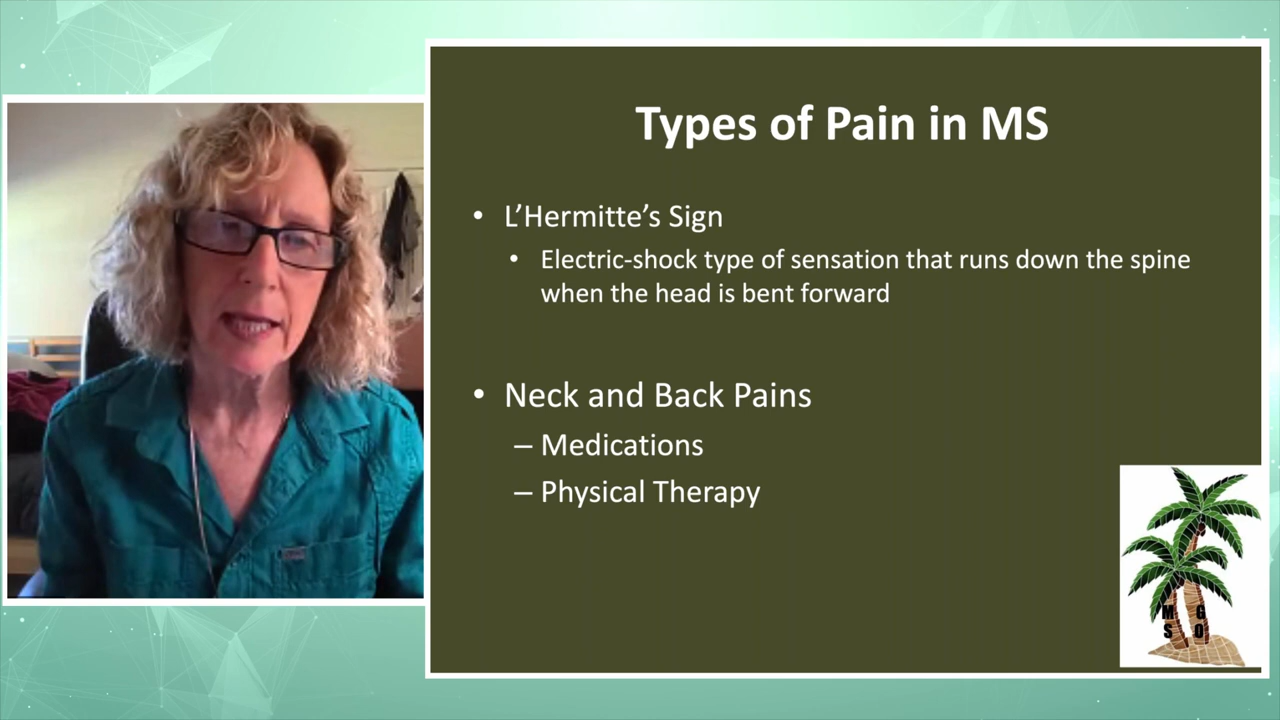 Types of Pain in MS
• L’Hermitte’s Sign
• Electric-shock type of sensation that runs down the spine
when the head is bent forward
• Neck and Back Pains
– Medications
– Physical Therapy
M G
S O